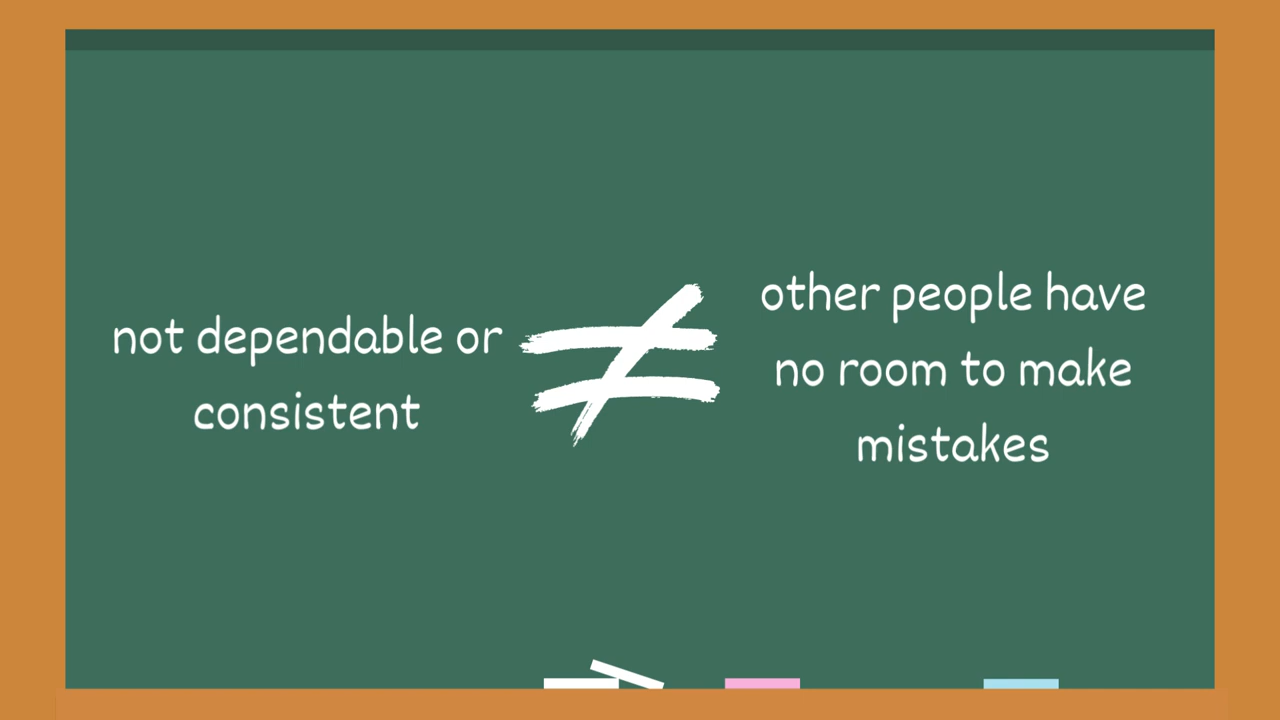 not dependable or
consistent
≠
other people have
no room to make
mistakes